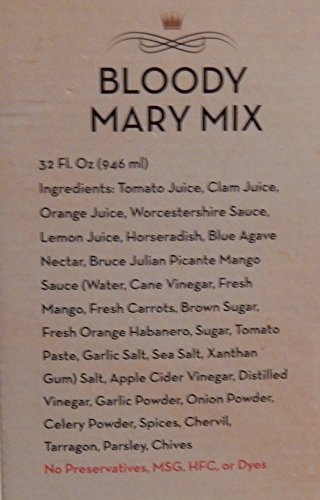 BLOODY
MARY MIX
32 Fl. Oz (946 ml)
Ingredients: Tomato Juice, Clam Juice,
Orange Juice, Worcestershire Sauce,
Lemon Juice, Horseradish, Blue Agave
Nectar, Bruce Julian Picante Mango
Sauce (Water, Cane Vinegar, Fresh
Mango, Fresh Carrots, Brown Sugar,
Fresh Orange Habanero, Sugar, Tomato
Paste, Garlic Salt, Sea Salt, Xanthan
Gum) Salt, Apple Cider Vinegar, Distilled
Vinegar, Garlic Powder, Onion Powder,
Celery Powder, Spices, Chervil,
Tarragon, Parsley, Chives
No Preservatives, MSG, HFC, or Dyes